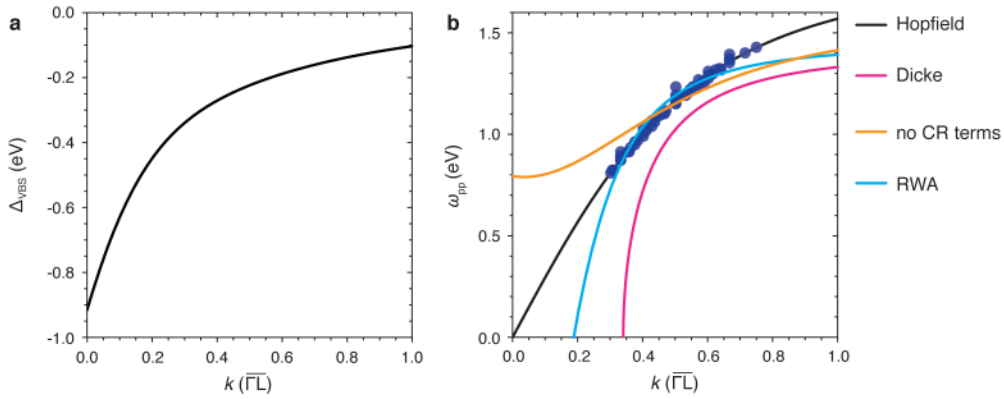 a
0.0
-0.2
-0.4
-0.6
-0.8
-1.0
Δ_VBS (eV)
0.0 0.2 0.4 0.6 0.8 1.0
k (Γ̅L̅)
b
1.5
1.0
0.5
0.0
ω_pp (eV)
0.0 0.2 0.4 0.6 0.8 1.0
k (Γ̅L̅)
Hopfield
Dicke
no CR terms
RWA